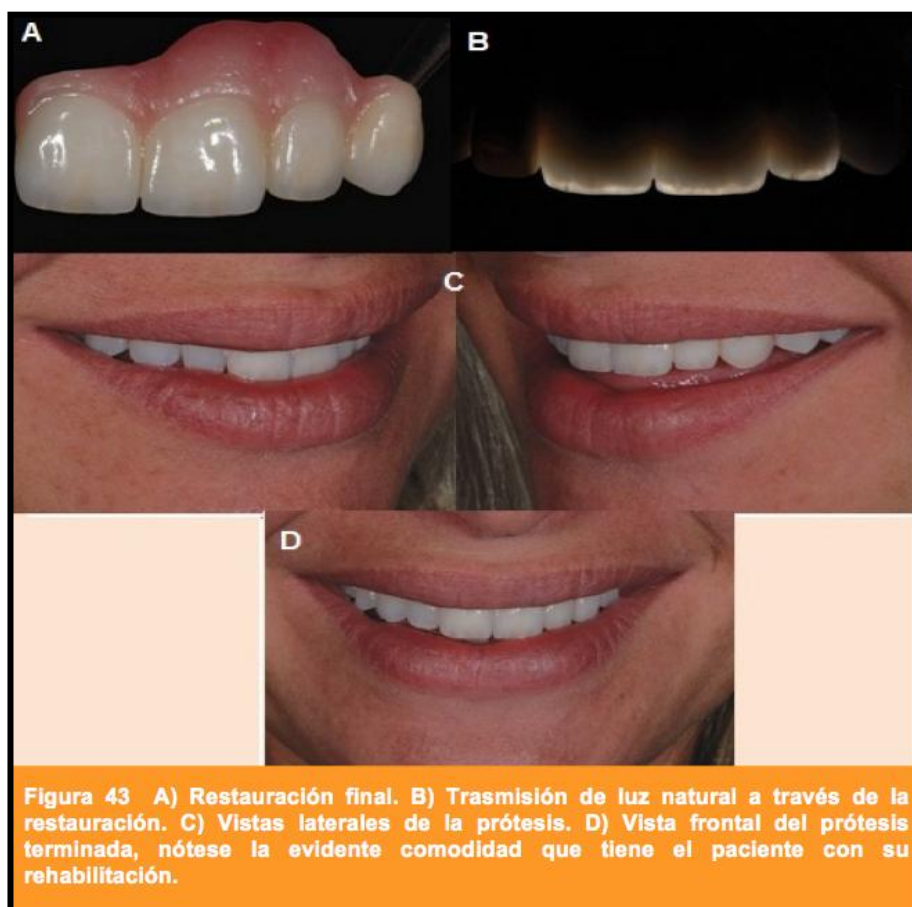 A
B
C
D
Figura 43 A) Restauración final. B) Trasmisión de luz natural a través de la
restauración. C) Vistas laterales de la prótesis. D) Vista frontal del prótesis
terminada, nótese la evidente comodidad que tiene el paciente con su
rehabilitación.